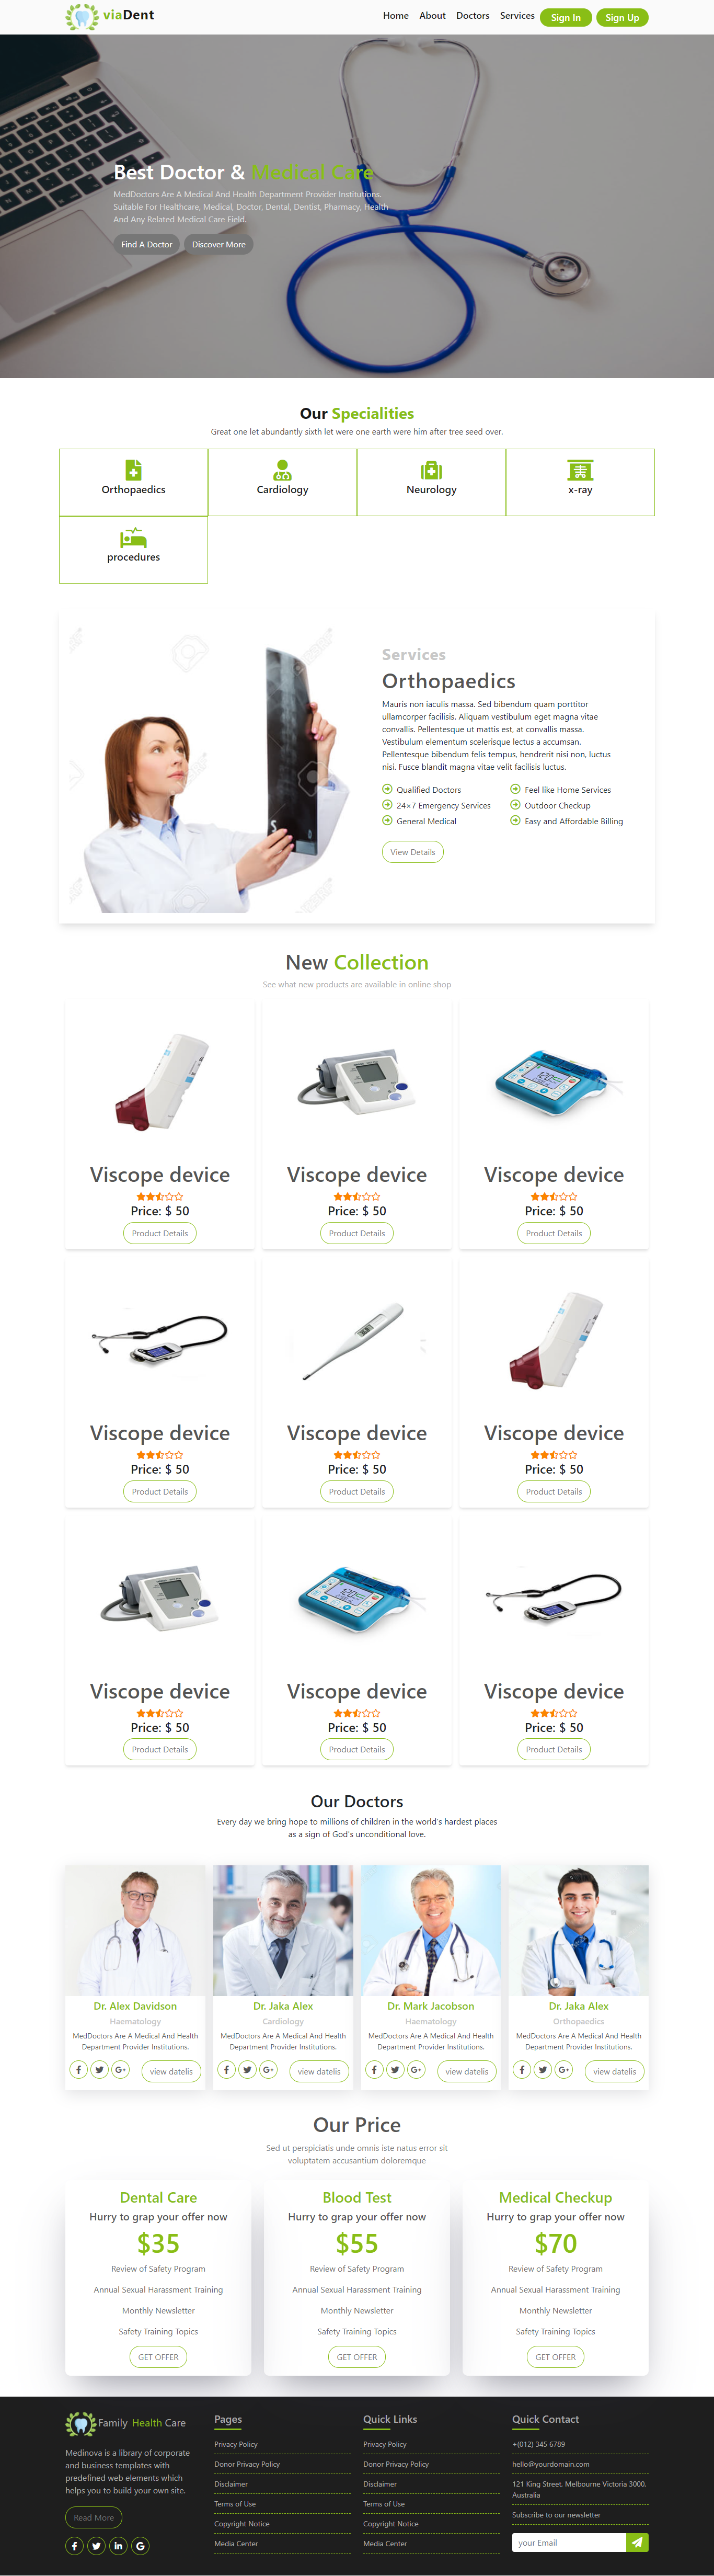 viaDent
Home About Doctors Services Sign In Sign Up
Best Doctor & Medical Care
MedDoctors Are A Medical And Health Department Provider Institutions.
Suitable For Healthcare, Medical, Doctor, Dental, Dentist, Pharmacy, Health
And Any Related Medical Care Field.
Find A Doctor Discover More
Our Specialities
Great one let abundantly sixth let were one earth were him after tree seed over.
Orthopaedics Cardiology Neurology x-ray
procedures
Services
Orthopaedics
Mauris non iaculis massa. Sed bibendum quam porttitor
ullamcorper facilisis. Aliquam vestibulum eget magna vitae
convallis. Pellentesque ut mattis est, at convallis massa.
Vestibulum elementum scelerisque lectus a accumsan.
Pellentesque bibendum felis tempus, hendrerit nisi non, luctus
nisi. Fusce blandit magna vitae velit facilisis luctus.
Qualified Doctors Feel like Home Services
24×7 Emergency Services Outdoor Checkup
General Medical Easy and Affordable Billing
View Details
New Collection
See what new products are available in online shop
Viscope device Viscope device Viscope device
Price: $ 50 Price: $ 50 Price: $ 50
Product Details Product Details Product Details
Viscope device Viscope device Viscope device
Price: $ 50 Price: $ 50 Price: $ 50
Product Details Product Details Product Details
Viscope device Viscope device Viscope device
Price: $ 50 Price: $ 50 Price: $ 50
Product Details Product Details Product Details
Our Doctors
Every day we bring hope to millions of children in the world's hardest places
as a sign of God's unconditional love.
Dr. Alex Davidson Dr. Jaka Alex Dr. Mark Jacobson Dr. Jaka Alex
Haematology Cardiology Haematology Orthopaedics
MedDoctors Are A Medical And Health MedDoctors Are A Medical And Health MedDoctors Are A Medical And Health MedDoctors Are A Medical And Health
Department Provider Institutions. Department Provider Institutions. Department Provider Institutions. Department Provider Institutions.
view datelis view datelis view datelis view datelis
Our Price
Sed ut perspiciatis unde omnis iste natus error sit
voluptatem accusantium doloremque
Dental Care Blood Test Medical Checkup
Hurry to grap your offer now Hurry to grap your offer now Hurry to grap your offer now
$35 $55 $70
Review of Safety Program Review of Safety Program Review of Safety Program
Annual Sexual Harassment Training Annual Sexual Harassment Training Annual Sexual Harassment Training
Monthly Newsletter Monthly Newsletter Monthly Newsletter
Safety Training Topics Safety Training Topics Safety Training Topics
GET OFFER GET OFFER GET OFFER
Family Health Care
Medinova is a library of corporate
and business templates with
predefined web elements which
helps you to build your own site.
Read More
Pages
Privacy Policy
Donor Privacy Policy
Disclaimer
Terms of Use
Copyright Notice
Media Center
Quick Links
Privacy Policy
Donor Privacy Policy
Disclaimer
Terms of Use
Copyright Notice
Media Center
Quick Contact
+(012) 345 6789
hello@yourdomain.com
121 King Street, Melbourne Victoria 3000,
Australia
Subscribe to our newsletter
your Email